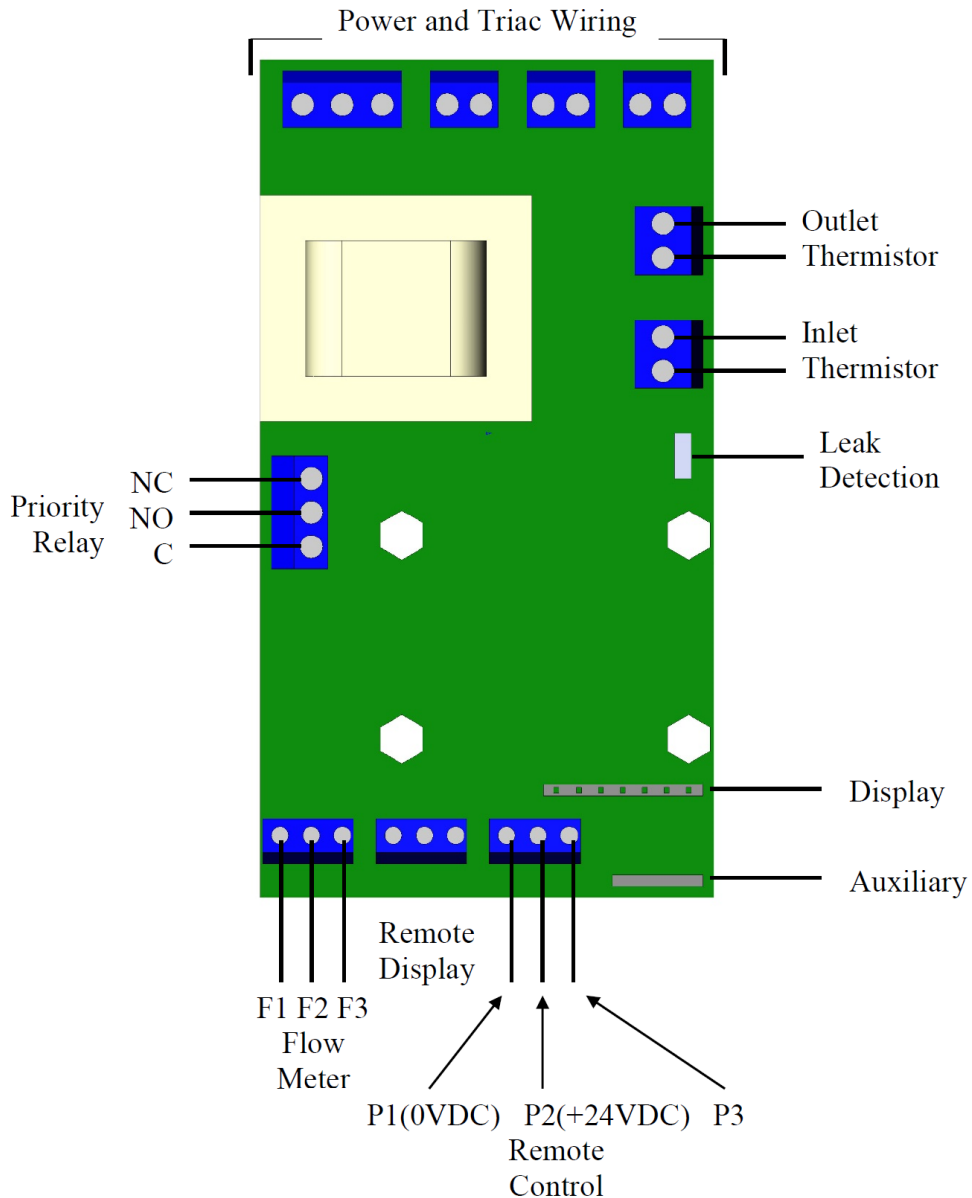 Power and Triac Wiring
Outlet
Thermistor
Inlet
Thermistor
Leak
Detection
NC
Priority
NO
Relay
C
Display
Auxiliary
Remote
Display
F1 F2 F3
Flow
Meter
P1(0VDC) P2(+24VDC) P3
Remote
Control